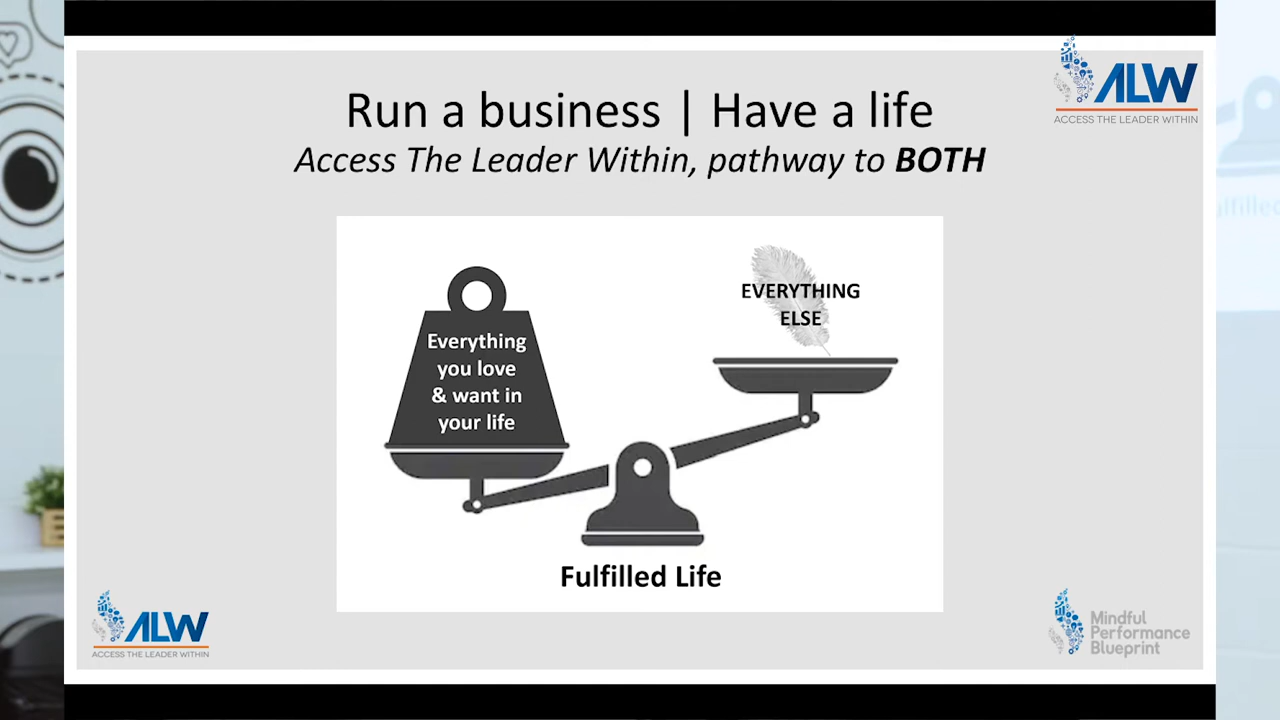 Run a business | Have a life
ALW
ACCESS THE LEADER WITHIN
Access The Leader Within, pathway to BOTH
Everything
you love
& want in
your life
EVERYTHING
ELSE
Fulfilled Life
ALW
ACCESS THE LEADER WITHIN
Mindful
Performance
Blueprint